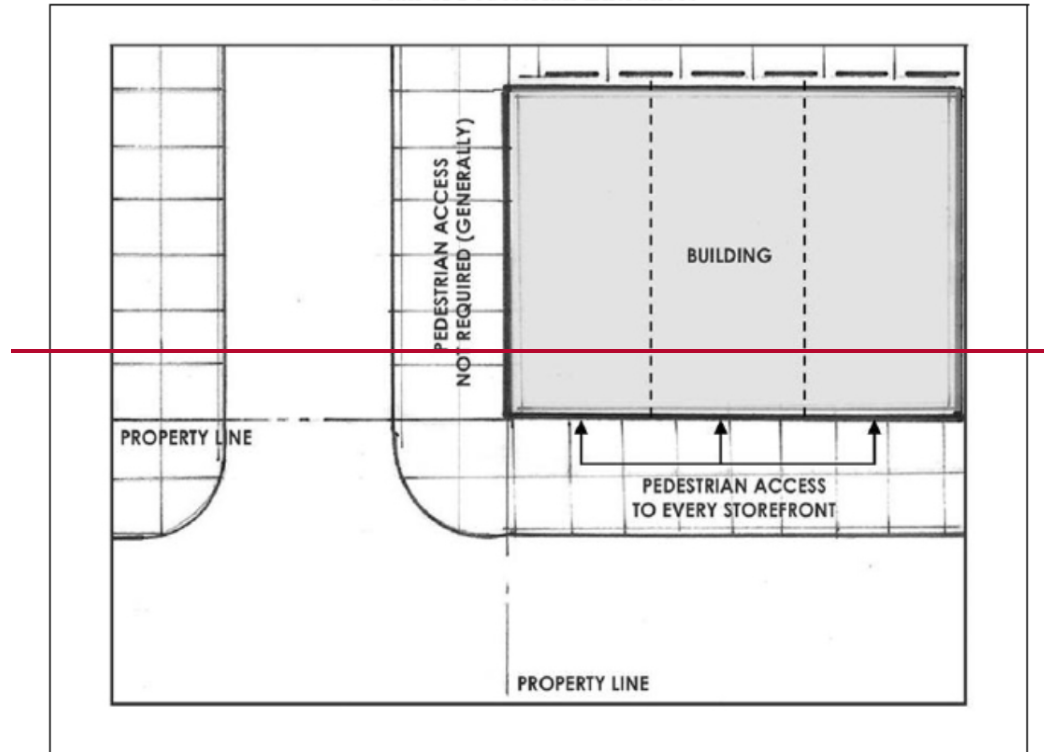 PEDESTRIAN ACCESS
NOT REQUIRED (GENERALLY)
BUILDING
PROPERTY LINE
PEDESTRIAN ACCESS
TO EVERY STOREFRONT
PROPERTY LINE